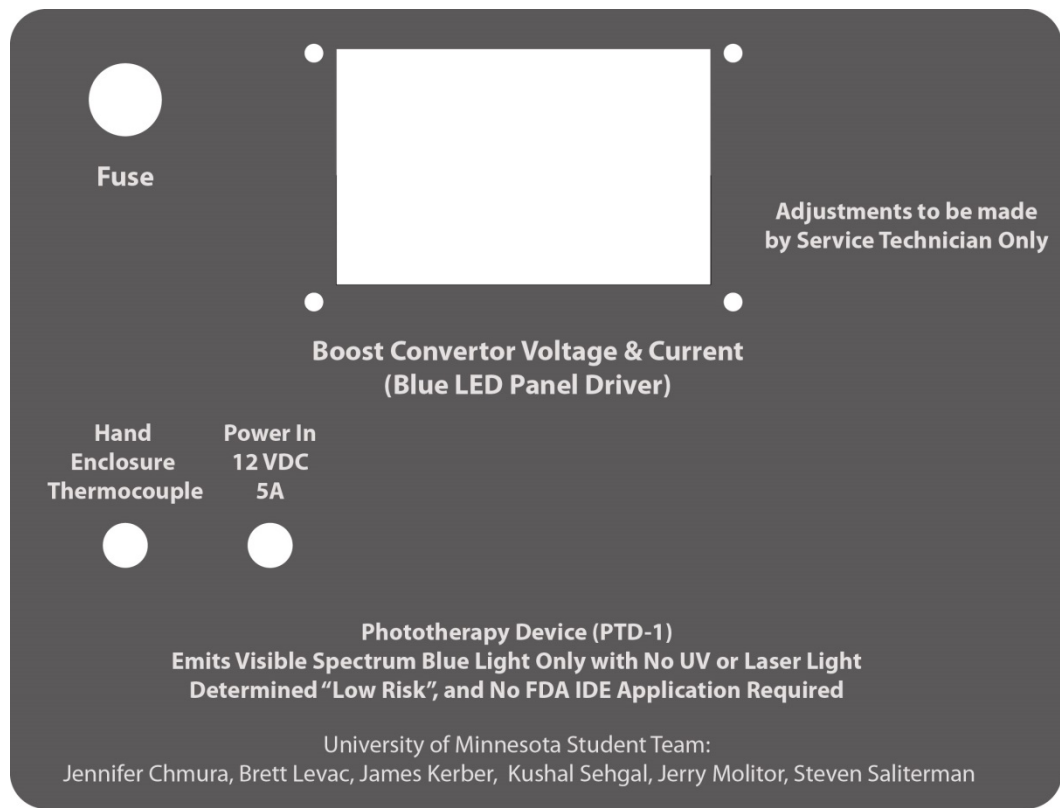 Fuse
Adjustments to be made
by Service Technician Only
Boost Convertor Voltage & Current
(Blue LED Panel Driver)
Hand
Enclosure
Thermocouple
Power In
12 VDC
5A
Phototherapy Device (PTD-1)
Emits Visible Spectrum Blue Light Only with No UV or Laser Light
Determined “Low Risk”, and No FDA IDE Application Required
University of Minnesota Student Team:
Jennifer Chmura, Brett Levac, James Kerber, Kushal Sehgal, Jerry Molitor, Steven Saliterman